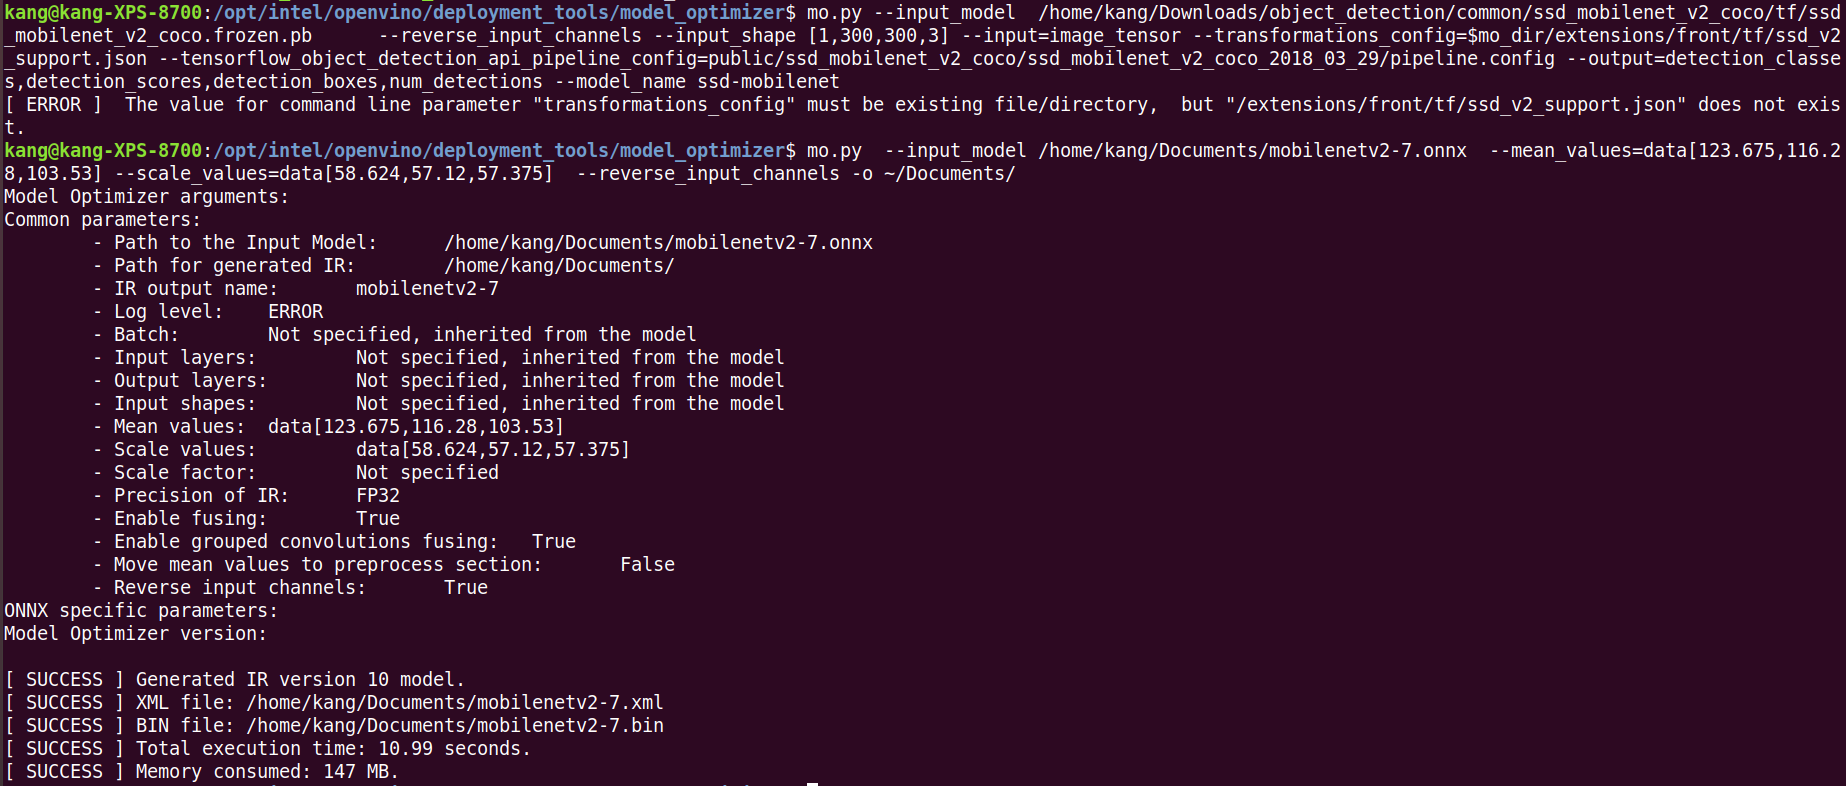 kang@kang-XPS-8700:/opt/intel/openvino/deployment_tools/model_optimizer$ mo.py --input_model  /home/kang/Downloads/object_detection/common/ssd_mobilenet_v2_coco/tf/ssd
_mobilenet_v2_coco.frozen.pb      --reverse_input_channels --input_shape [1,300,300,3] --input=image_tensor --transformations_config=$mo_dir/extensions/front/tf/ssd_v2
_support.json --tensorflow_object_detection_api_pipeline_config=public/ssd_mobilenet_v2_coco/ssd_mobilenet_v2_coco_2018_03_29/pipeline.config --output=detection_classe
s,detection_scores,detection_boxes,num_detections --model_name ssd-mobilenet
[ ERROR ]  The value for command line parameter "transformations_config" must be existing file/directory,  but "/extensions/front/tf/ssd_v2_support.json" does not exis
t.
kang@kang-XPS-8700:/opt/intel/openvino/deployment_tools/model_optimizer$ mo.py  --input_model /home/kang/Documents/mobilenetv2-7.onnx  --mean_values=data[123.675,116.2
8,103.53] --scale_values=data[58.624,57.12,57.375]  --reverse_input_channels -o ~/Documents/
Model Optimizer arguments:
Common parameters:
	- Path to the Input Model: 	/home/kang/Documents/mobilenetv2-7.onnx
	- Path for generated IR: 	/home/kang/Documents/
	- IR output name: 	mobilenetv2-7
	- Log level: 	ERROR
	- Batch: 	Not specified, inherited from the model
	- Input layers: 	Not specified, inherited from the model
	- Output layers: 	Not specified, inherited from the model
	- Input shapes: 	Not specified, inherited from the model
	- Mean values: 	data[123.675,116.28,103.53]
	- Scale values: 	data[58.624,57.12,57.375]
	- Scale factor: 	Not specified
	- Precision of IR: 	FP32
	- Enable fusing: 	True
	- Enable grouped convolutions fusing: 	True
	- Move mean values to preprocess section: 	False
	- Reverse input channels: 	True
ONNX specific parameters:
Model Optimizer version:
[ SUCCESS ] Generated IR version 10 model.
[ SUCCESS ] XML file: /home/kang/Documents/mobilenetv2-7.xml
[ SUCCESS ] BIN file: /home/kang/Documents/mobilenetv2-7.bin
[ SUCCESS ] Total execution time: 10.99 seconds.
[ SUCCESS ] Memory consumed: 147 MB.